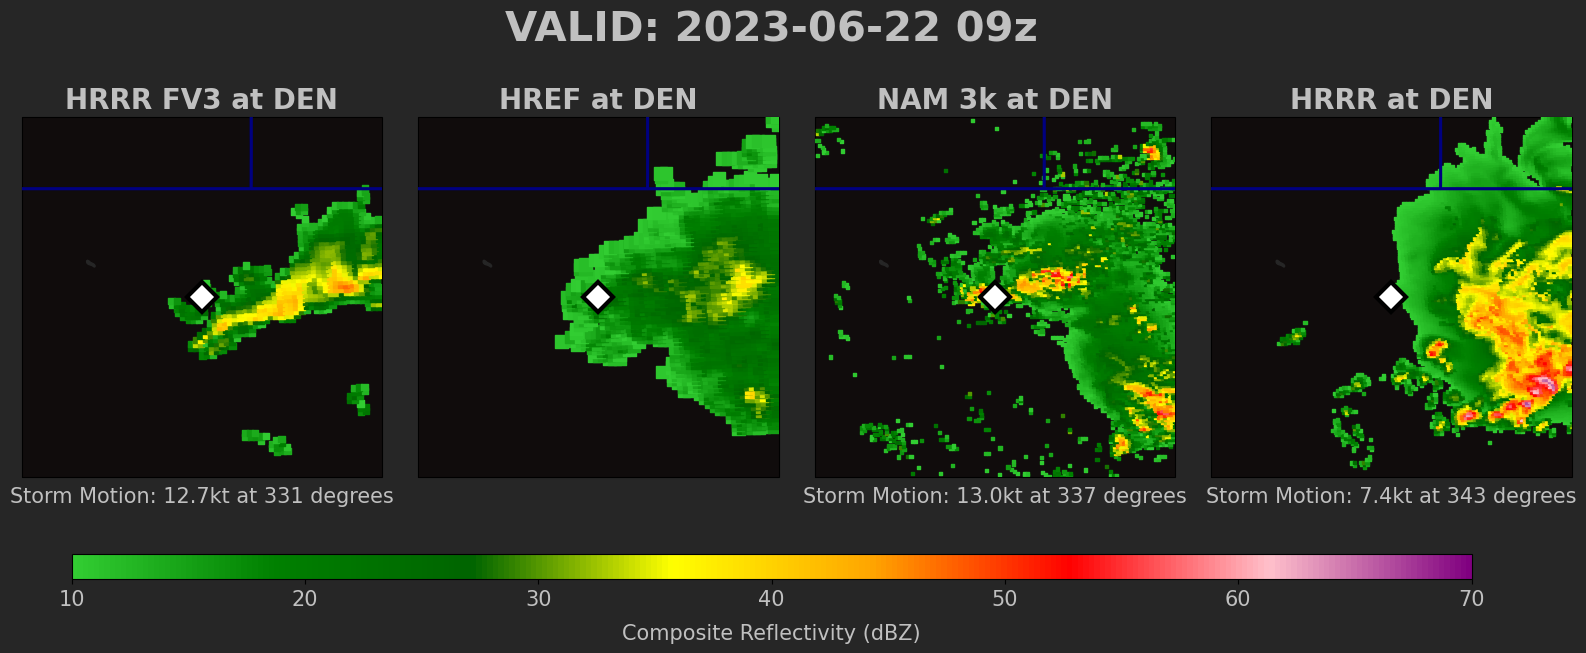 VALID: 2023-06-22 09z
HRRR FV3 at DEN
HREF at DEN
NAM 3k at DEN
HRRR at DEN
Storm Motion: 12.7kt at 331 degrees
Storm Motion: 13.0kt at 337 degrees
Storm Motion: 7.4kt at 343 degrees
10 20 30 40 50 60 70
Composite Reflectivity (dBZ)